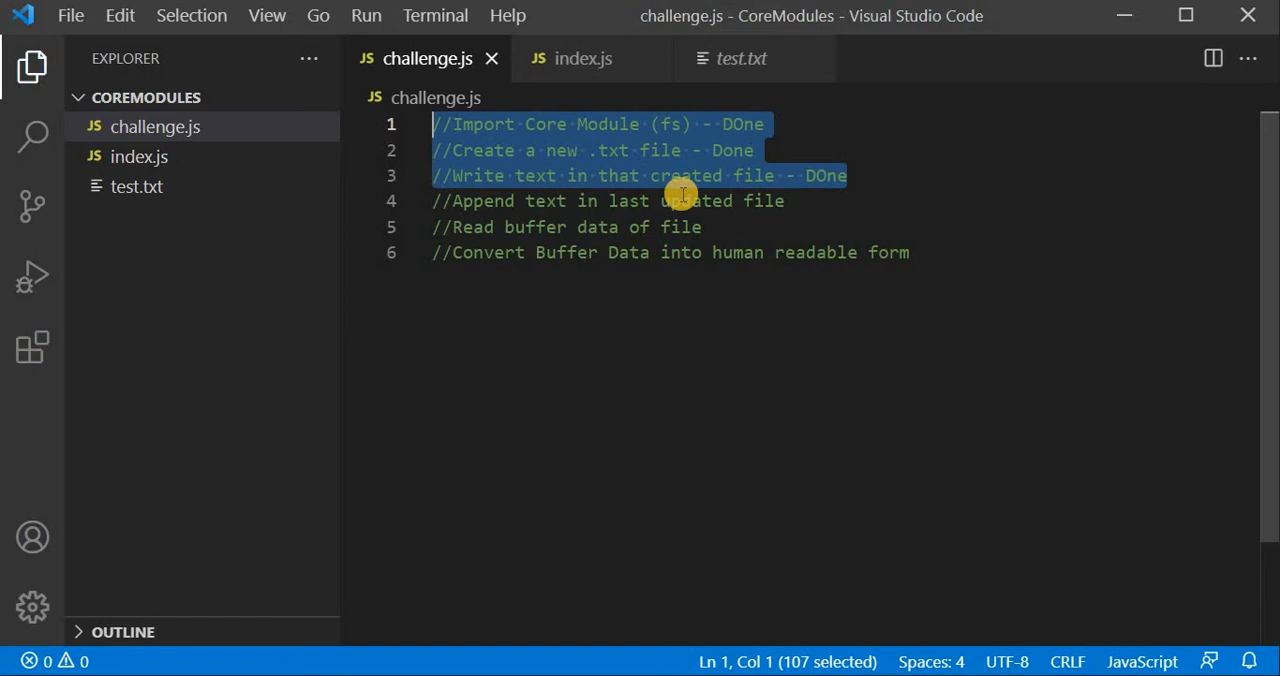 File Edit Selection View Go Run Terminal Help challenge.js - CoreModules - Visual Studio Code
EXPLORER ···
JS challenge.js JS index.js test.txt ···
COREMODULES
JS challenge.js
JS index.js
test.txt
JS challenge.js
1 //Import Core Module (fs) - DOne
2 //Create a new .txt file - Done
3 //Write text in that created file - DOne
4 //Append text in last updated file
5 //Read buffer data of file
6 //Convert Buffer Data into human readable form
OUTLINE
0 0 Ln 1, Col 1 (107 selected) Spaces: 4 UTF-8 CRLF JavaScript